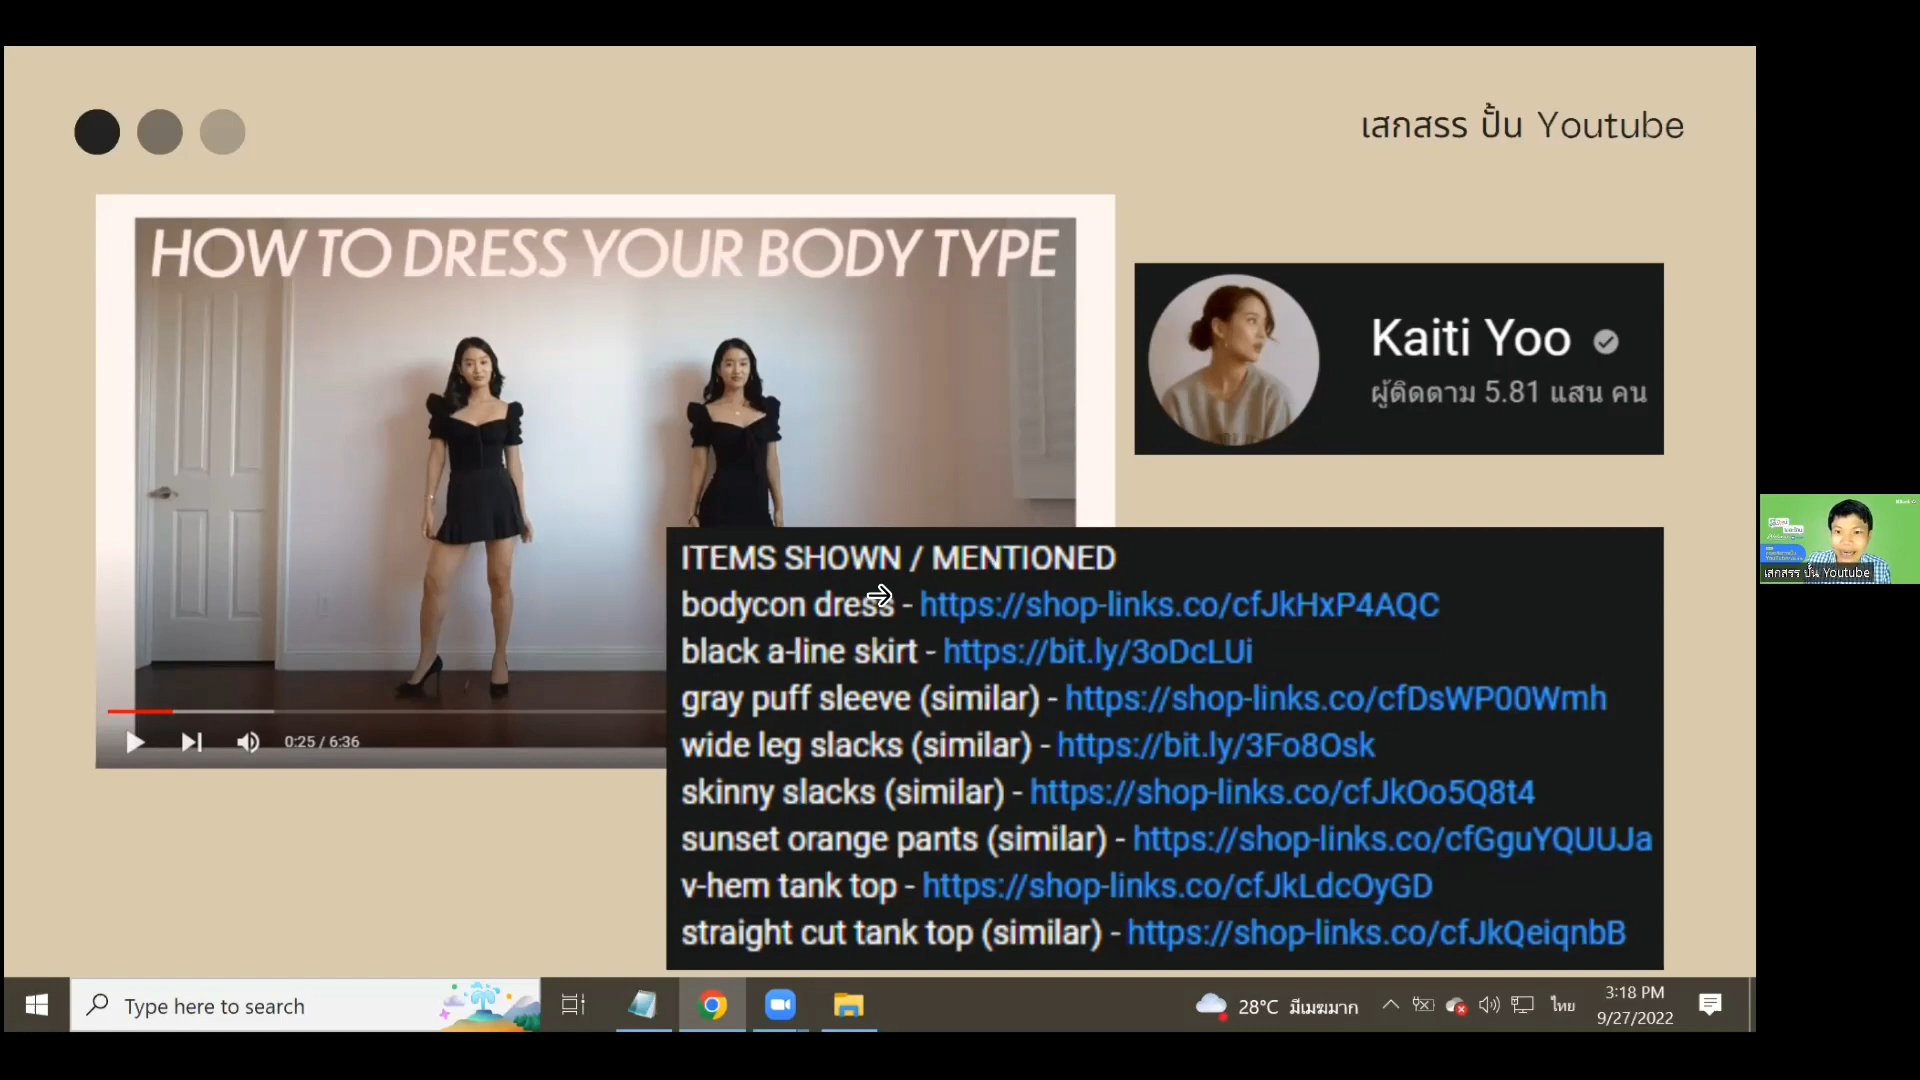 เสกสรร ปั้น Youtube
HOW TO DRESS YOUR BODY TYPE
Kaiti Yoo
ผู้ติดตาม 5.81 แสน คน
0:25 / 6:36
ITEMS SHOWN / MENTIONED
bodycon dress - https://shop-links.co/cfJkHxP4AQC
black a-line skirt - https://bit.ly/3oDcLUi
gray puff sleeve (similar) - https://shop-links.co/cfDsWP00Wmh
wide leg slacks (similar) - https://bit.ly/3Fo8Osk
skinny slacks (similar) - https://shop-links.co/cfJkOo5Q8t4
sunset orange pants (similar) - https://shop-links.co/cfGguYQUUJa
v-hem tank top - https://shop-links.co/cfJkLdcOyGD
straight cut tank top (similar) - https://shop-links.co/cfJkQeiqnbB
เสกสรร ปั้น Youtube
Type here to search
28°C มีเมฆมาก
ไทย
3:18 PM
9/27/2022